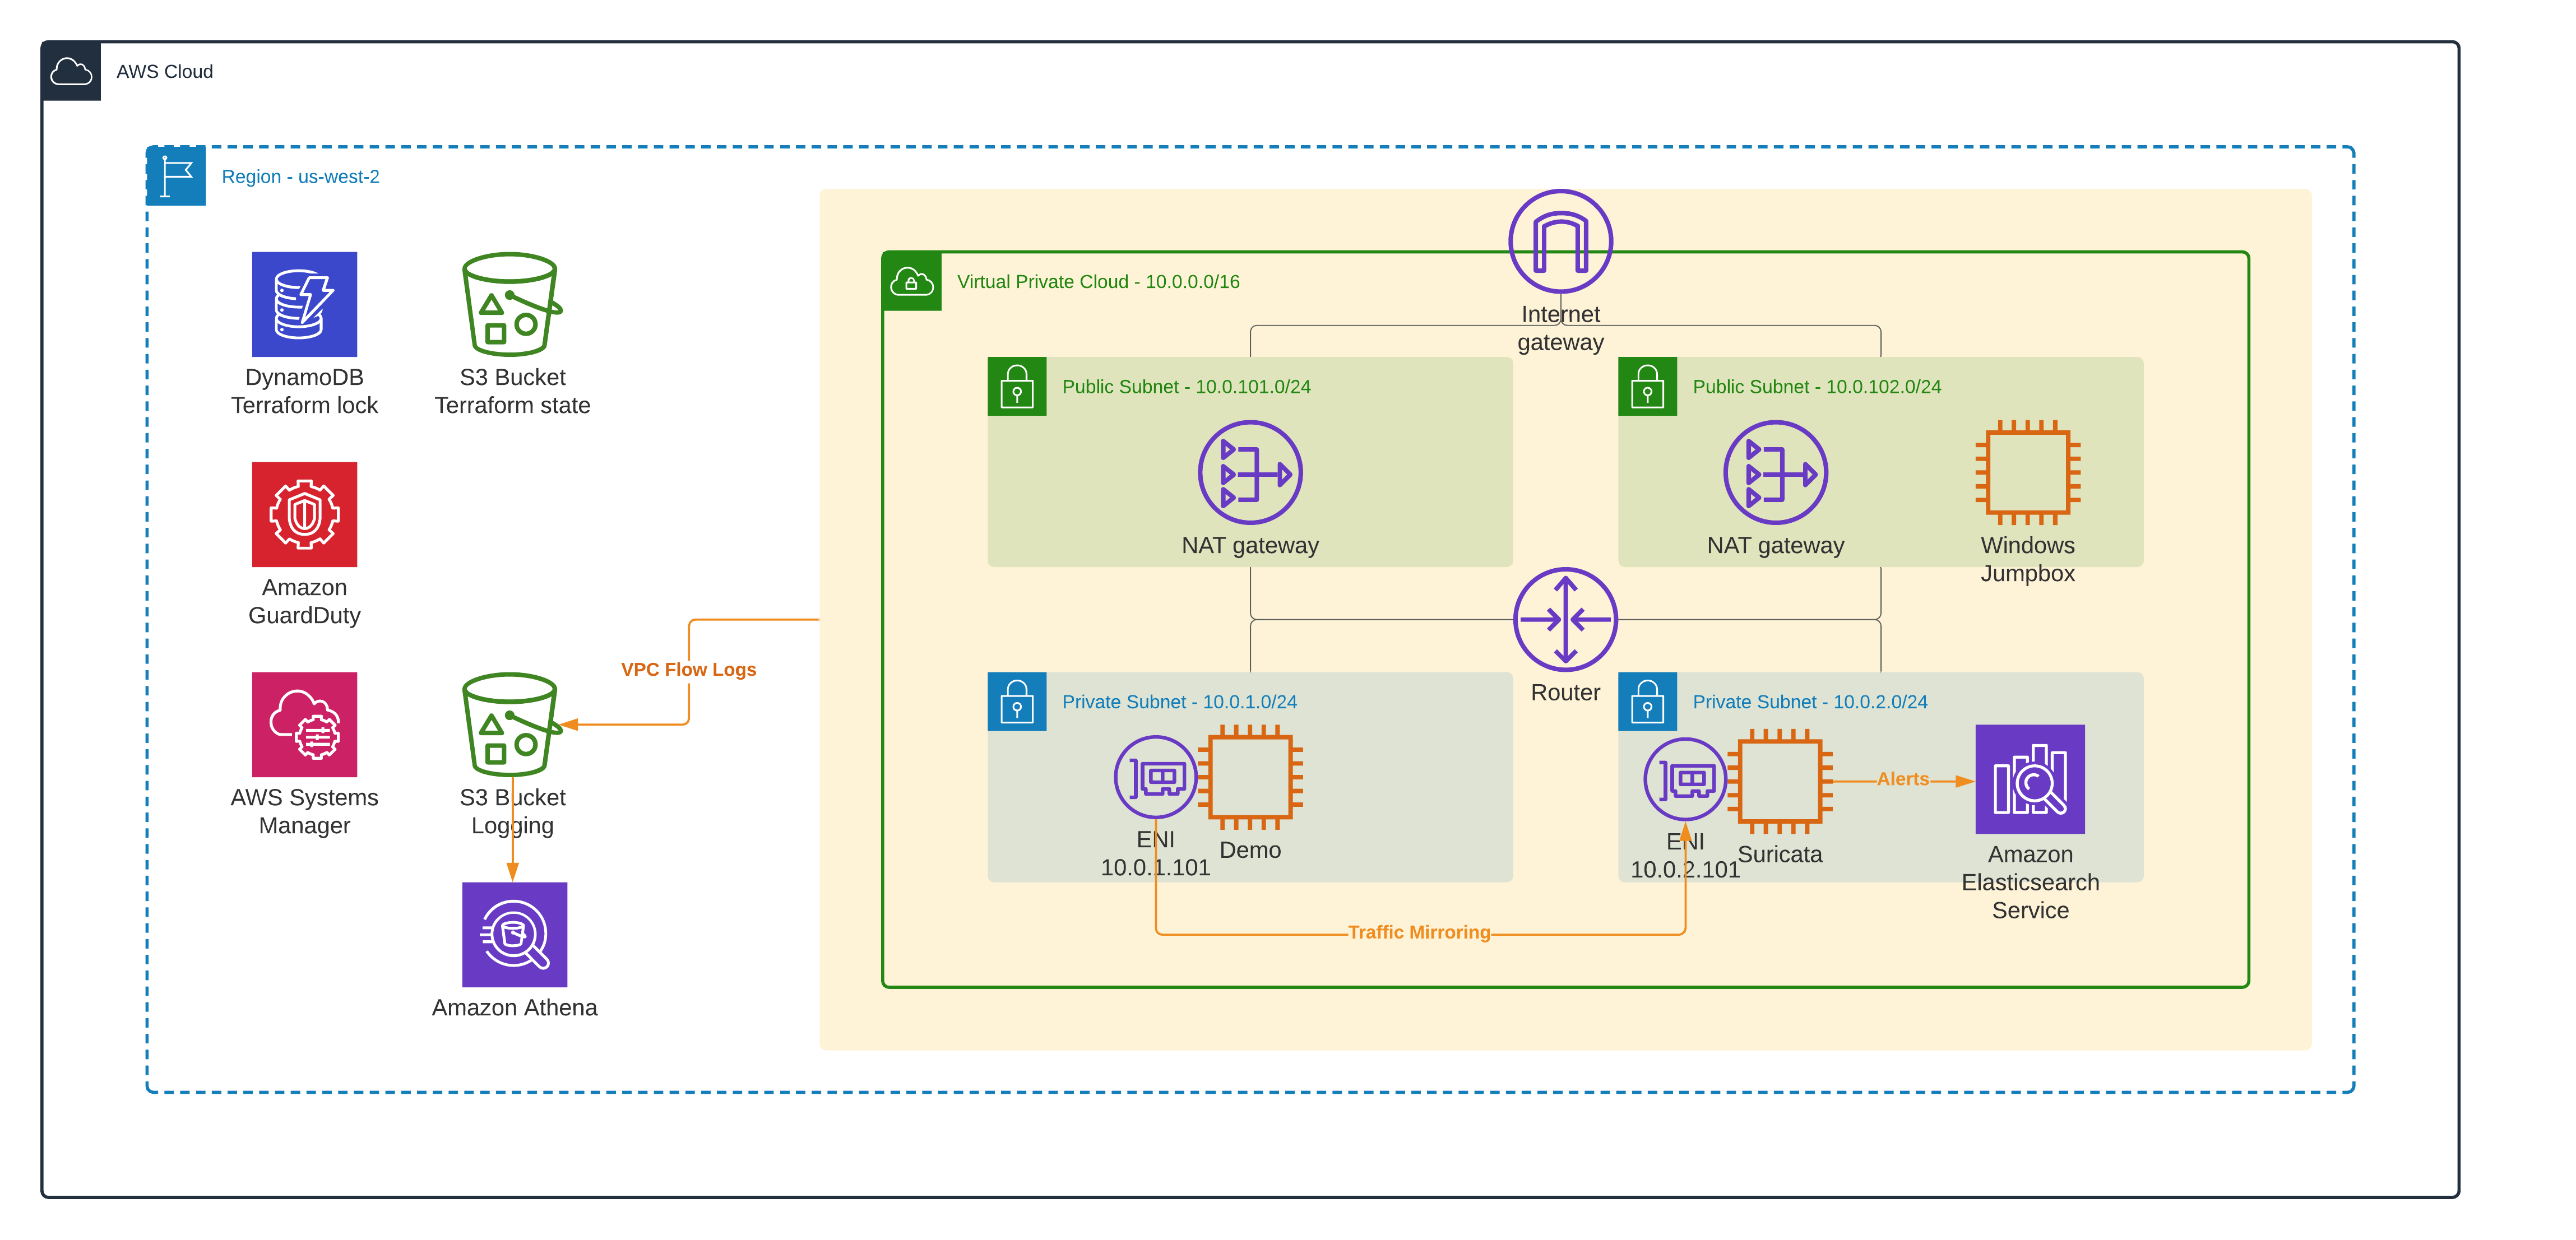 AWS Cloud
Region - us-west-2
DynamoDB
Terraform lock
S3 Bucket
Terraform state
Amazon
GuardDuty
AWS Systems
Manager
S3 Bucket
Logging
Amazon Athena
VPC Flow Logs
Virtual Private Cloud - 10.0.0.0/16
Internet
gateway
Public Subnet - 10.0.101.0/24
NAT gateway
Public Subnet - 10.0.102.0/24
NAT gateway
Windows
Jumpbox
Router
Private Subnet - 10.0.1.0/24
ENI
10.0.1.101
Demo
Private Subnet - 10.0.2.0/24
ENI
10.0.2.101
Suricata
Alerts
Amazon
Elasticsearch
Service
Traffic Mirroring